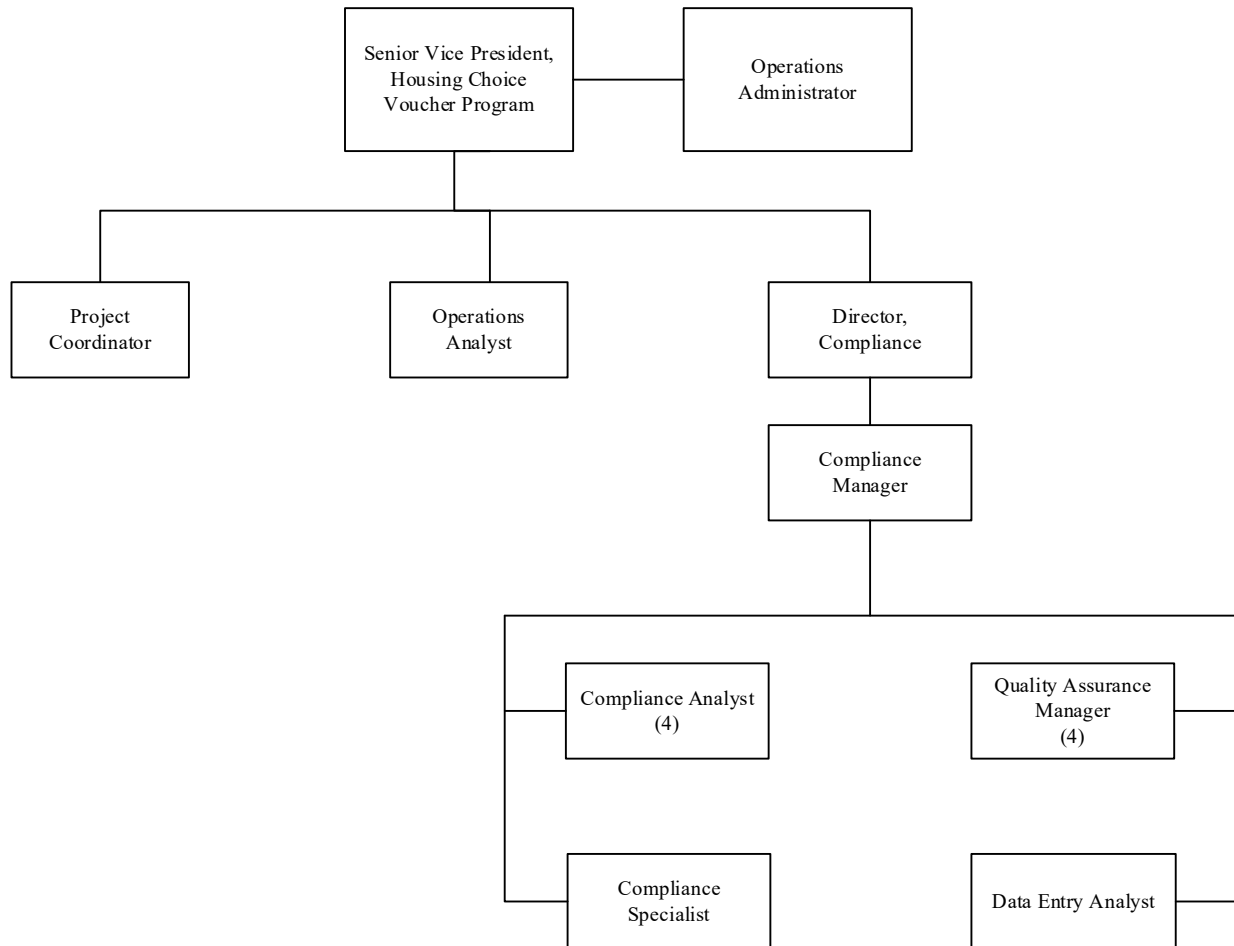 Senior Vice President,
Housing Choice
Voucher Program
Operations
Administrator
Project
Coordinator
Operations
Analyst
Director,
Compliance
Compliance
Manager
Compliance Analyst
(4)
Quality Assurance
Manager
(4)
Compliance
Specialist
Data Entry Analyst